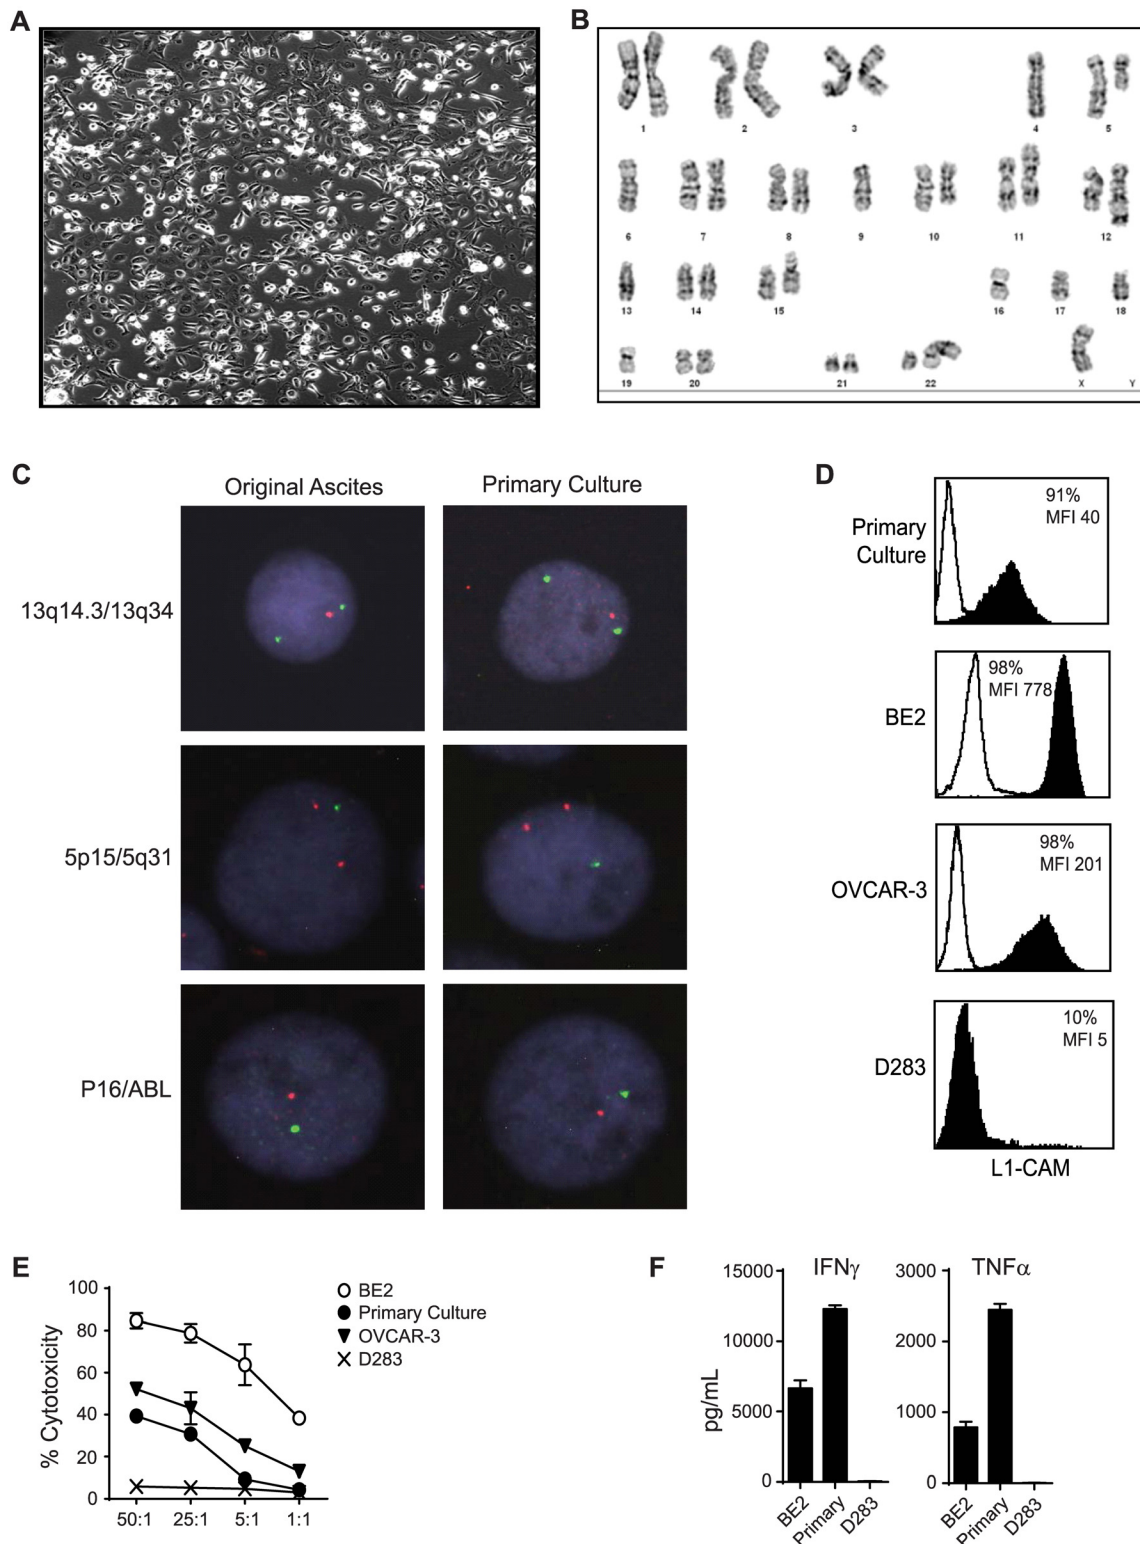 A
B
1 2 3 4 5
6 7 8 9 10 11 12
13 14 15 16 17 18
19 20 21 22 X Y
C
Original Ascites Primary Culture
13q14.3/13q34
5p15/5q31
P16/ABL
D
Primary
Culture
91%
MFI 40
BE2
98%
MFI 778
OVCAR-3
98%
MFI 201
D283
10%
MFI 5
L1-CAM
E
% Cytotoxicity
100
80
60
40
20
0
50:1 25:1 5:1 1:1
BE2
Primary Culture
OVCAR-3
D283
F
IFNγ
pg/mL
15000
10000
5000
0
BE2 Primary D283
TNFα
3000
2000
1000
0
BE2 Primary D283